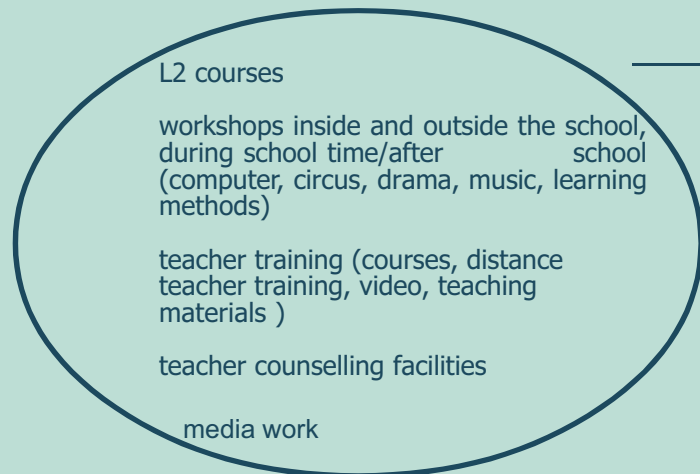 L2 courses
workshops inside and outside the school,
during school time/after school
(computer, circus, drama, music, learning
methods)
teacher training (courses, distance
teacher training, video, teaching
materials )
teacher counselling facilities
media work